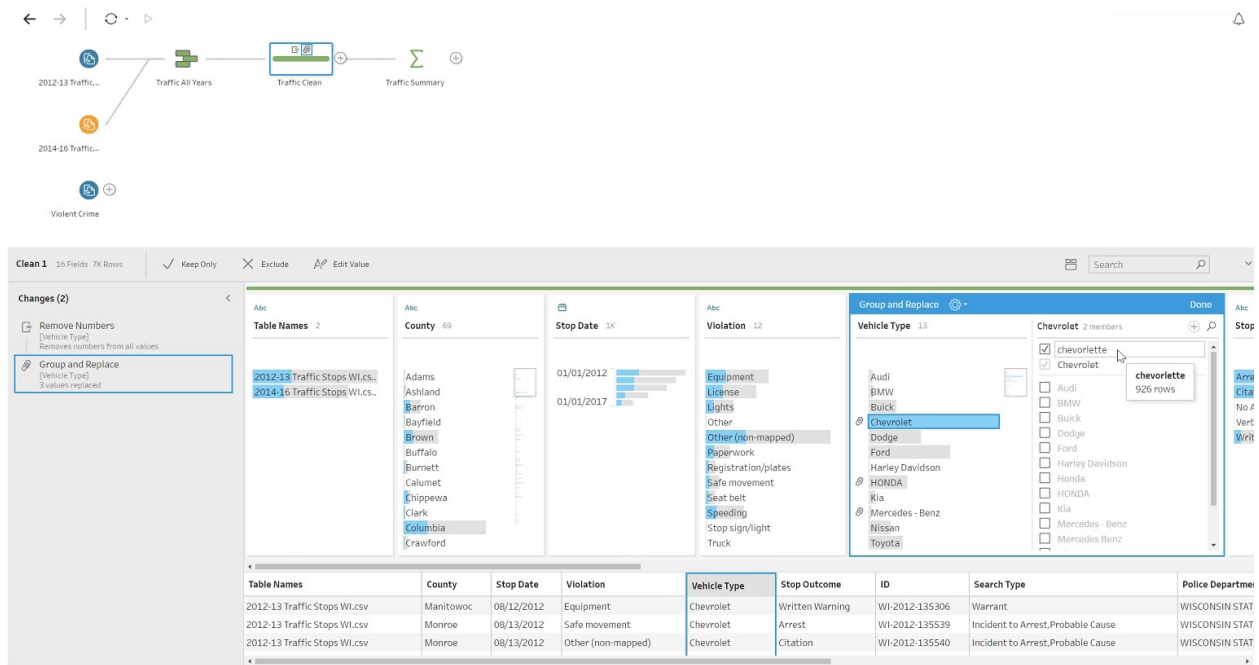 2012-13 Traffic...
Traffic All Years
Traffic Clean
Traffic Summary
2014-16 Traffic...
Violent Crime
Clean 1 16 Fields 7K Rows Keep Only Exclude Edit Value Search
Changes (2)
Remove Numbers
[Vehicle Type]
Removes numbers from all values
Group and Replace
[Vehicle Type]
3 values replaced
Abc
Table Names 2
2012-13 Traffic Stops WI.cs..
2014-16 Traffic Stops WI.cs...
Abc
County 69
Adams
Ashland
Barron
Bayfield
Brown
Buffalo
Burnett
Calumet
Chippewa
Clark
Columbia
Crawford
Stop Date 1K
01/01/2012
01/01/2017
Abc
Violation 12
Equipment
License
Lights
Other
Other (non-mapped)
Paperwork
Registration/plates
Safe movement
Seat belt
Speeding
Stop sign/light
Truck
Group and Replace Done
Vehicle Type 13
Audi
BMW
Buick
Chevrolet
Dodge
Ford
Harley Davidson
HONDA
Kia
Mercedes - Benz
Nissan
Toyota
Chevrolet 2 members
chevorlette
Chevrolet
chevorlette
926 rows
Audi
BMW
Buick
Dodge
Ford
Harley Davidson
Honda
HONDA
Kia
Mercedes - Benz
Mercedes Benz
Abc
Stop
Arre
Cita
No A
Verb
Writ
Table Names County Stop Date Violation Vehicle Type Stop Outcome ID Search Type Police Departme
2012-13 Traffic Stops WI.csv Manitowoc 08/12/2012 Equipment Chevrolet Written Warning WI-2012-135306 Warrant WISCONSIN STAT
2012-13 Traffic Stops WI.csv Monroe 08/13/2012 Safe movement Chevrolet Arrest WI-2012-135539 Incident to Arrest,Probable Cause WISCONSIN STAT
2012-13 Traffic Stops WI.csv Monroe 08/13/2012 Other (non-mapped) Chevrolet Citation WI-2012-135540 Incident to Arrest,Probable Cause WISCONSIN STAT